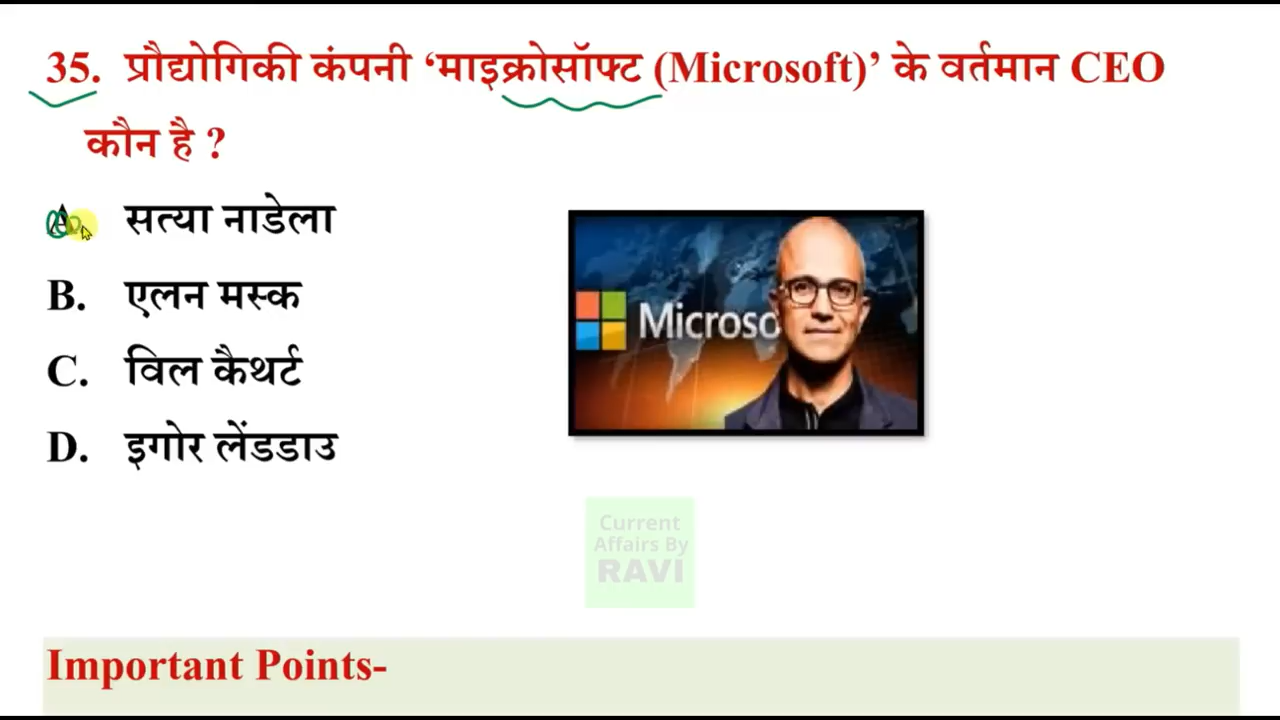 35. प्रौद्योगिकी कंपनी ‘माइक्रोसॉफ्ट (Microsoft)’ के वर्तमान CEO
कौन है ?
A. सत्या नाडेला
B. एलन मस्क
C. विल कैथर्ट
D. इगोर लेंडडाउ
Microso
Current
Affairs By
RAVI
Important Points-